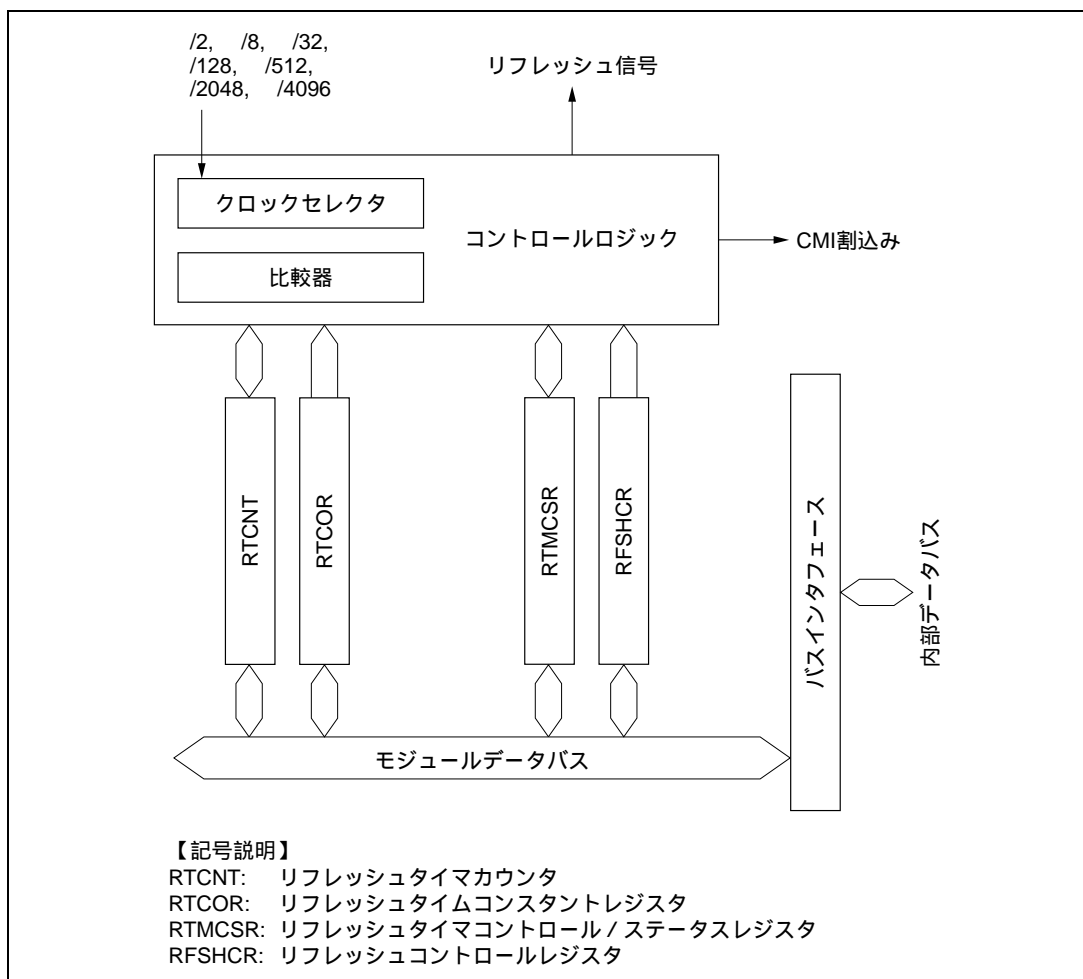 /2, /8, /32,
/128, /512,
/2048, /4096
リフレッシュ信号
クロックセレクタ
コントロールロジック
CMI割込み
比較器
RTCNT
RTCOR
RTMCSR
RFSHCR
バスインタフェース
内部データバス
モジュールデータバス
【記号説明】
RTCNT: リフレッシュタイマカウンタ
RTCOR: リフレッシュタイムコンスタントレジスタ
RTMCSR: リフレッシュタイマコントロール / ステータスレジスタ
RFSHCR: リフレッシュコントロールレジスタ